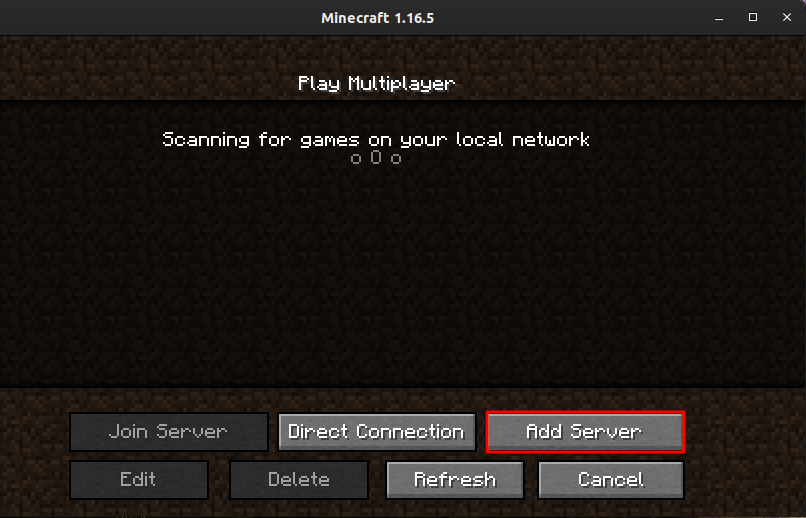 Minecraft 1.16.5
Play Multiplayer
Scanning for games on your local network
o O o
Join Server Direct Connection Add Server
Edit Delete Refresh Cancel